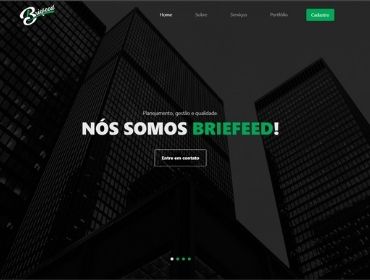 Briefeed
Home Sobre Serviços Portfólio Cadastro
Planejamento, gestão e qualidade
NÓS SOMOS BRIEFEED!
Entre em contato